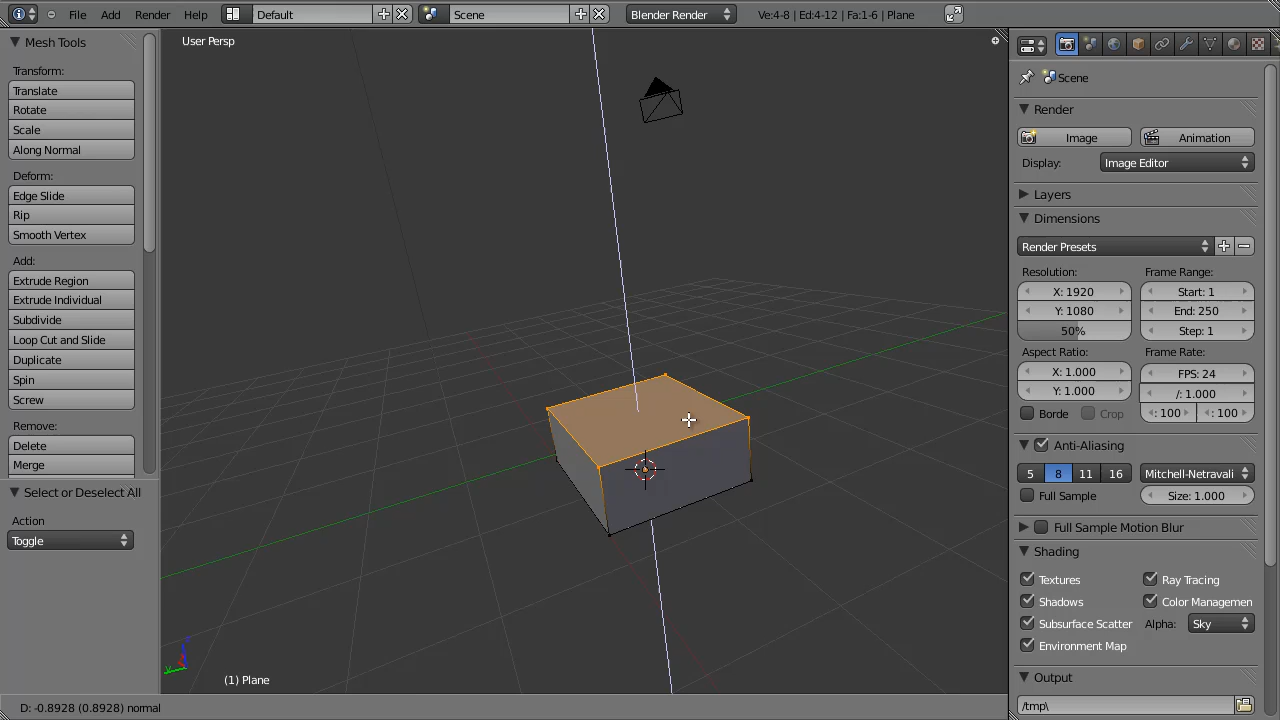 File Add Render Help Default Scene Blender Render Ve:4-8 | Ed:4-12 | Fa:1-6 | Plane
Mesh Tools
Transform:
Translate
Rotate
Scale
Along Normal
Deform:
Edge Slide
Rip
Smooth Vertex
Add:
Extrude Region
Extrude Individual
Subdivide
Loop Cut and Slide
Duplicate
Spin
Screw
Remove:
Delete
Merge
Select or Deselect All
Action
Toggle
User Persp
(1) Plane
D: -0.8928 (0.8928) normal
Scene
Render
Image Animation
Display: Image Editor
Layers
Dimensions
Render Presets
Resolution: Frame Range:
X: 1920 Start: 1
Y: 1080 End: 250
50% Step: 1
Aspect Ratio: Frame Rate:
X: 1.000 FPS: 24
Y: 1.000 /: 1.000
Borde Crop : 100 : 100
Anti-Aliasing
5 8 11 16 Mitchell-Netravali
Full Sample Size: 1.000
Full Sample Motion Blur
Shading
Textures Ray Tracing
Shadows Color Managemen
Subsurface Scatter Alpha: Sky
Environment Map
Output
/tmp\